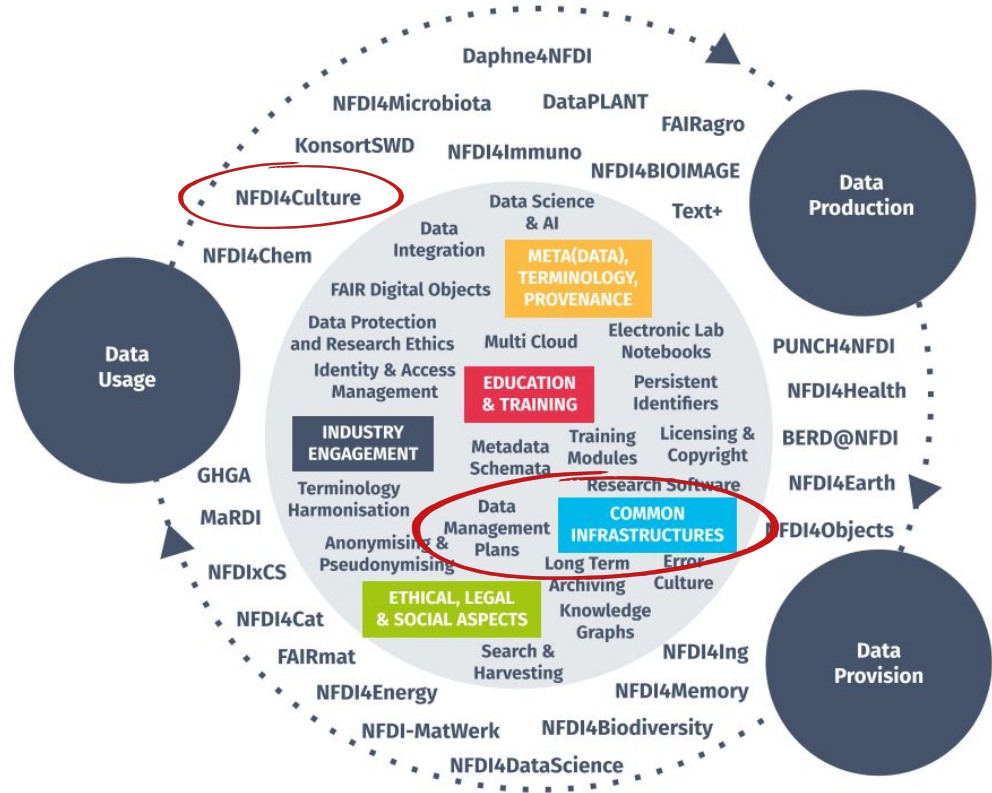 Daphne4NFDI
NFDI4Microbiota
DataPLANT
FAIRagro
KonsortSWD
NFDI4Immuno
NFDI4BIOIMAGE
NFDI4Culture
Text+
NFDI4Chem
Data
Production
Data
Usage
Data Science
& AI
Data
Integration
META(DATA),
TERMINOLOGY,
PROVENANCE
FAIR Digital Objects
Data Protection
and Research Ethics
Multi Cloud
Electronic Lab
Notebooks
Identity & Access
Management
EDUCATION
& TRAINING
Persistent
Identifiers
INDUSTRY
ENGAGEMENT
Metadata
Schemata
Training
Modules
Licensing &
Copyright
Research Software
Terminology
Harmonisation
Data
Management
Plans
COMMON
INFRASTRUCTURES
Anonymising &
Pseudonymising
Long Term
Archiving
Error
Culture
ETHICAL, LEGAL
& SOCIAL ASPECTS
Knowledge
Graphs
Search &
Harvesting
PUNCH4NFDI
NFDI4Health
BERD@NFDI
NFDI4Earth
NFDI4Objects
Data
Provision
GHGA
MaRDI
NFDIxCS
NFDI4Cat
FAIRmat
NFDI4Energy
NFDI-MatWerk
NFDI4DataScience
NFDI4Biodiversity
NFDI4Memory
NFDI4Ing